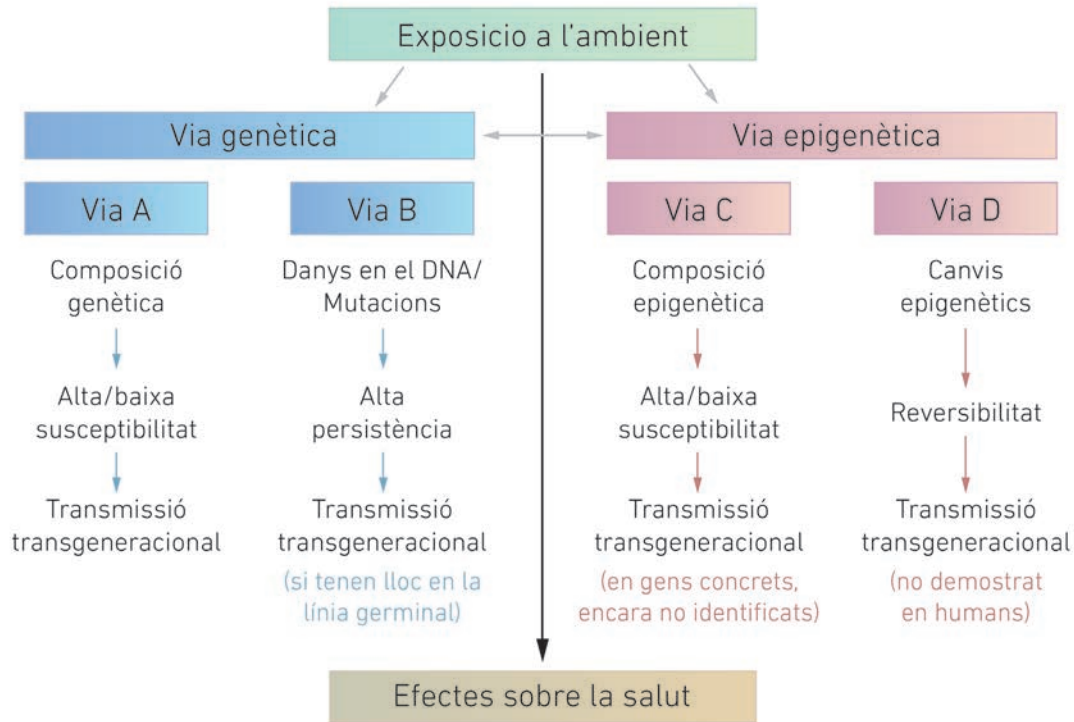 Exposicio a l'ambient
Via genètica
Via epigenètica
Via A
Via B
Via C
Via D
Composició
genètica
Alta/baixa
susceptibilitat
Transmissió
transgeneracional
Danys en el DNA/
Mutacions
Alta
persistència
Transmissió
transgeneracional
(si tenen lloc en la
línia germinal)
Composició
epigenètica
Alta/baixa
susceptibilitat
Transmissió
transgeneracional
(en gens concrets,
encara no identificats)
Canvis
epigenètics
Reversibilitat
Transmissió
transgeneracional
(no demostrat
en humans)
Efectes sobre la salut